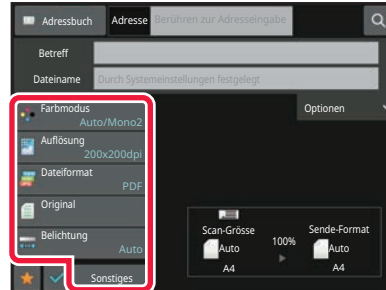 Adressbuch Adresse Berühren zur Adresseingabe
Betreff
Dateiname Durch Systemeinstellungen festgelegt
Farbmodus Optionen
Auto/Mono2
Auflösung
200x200dpi
Dateiformat
PDF
Original
Belichtung
Auto
Sonstiges
Scan-Grösse 100% Sende-Format
Auto Auto
A4 A4